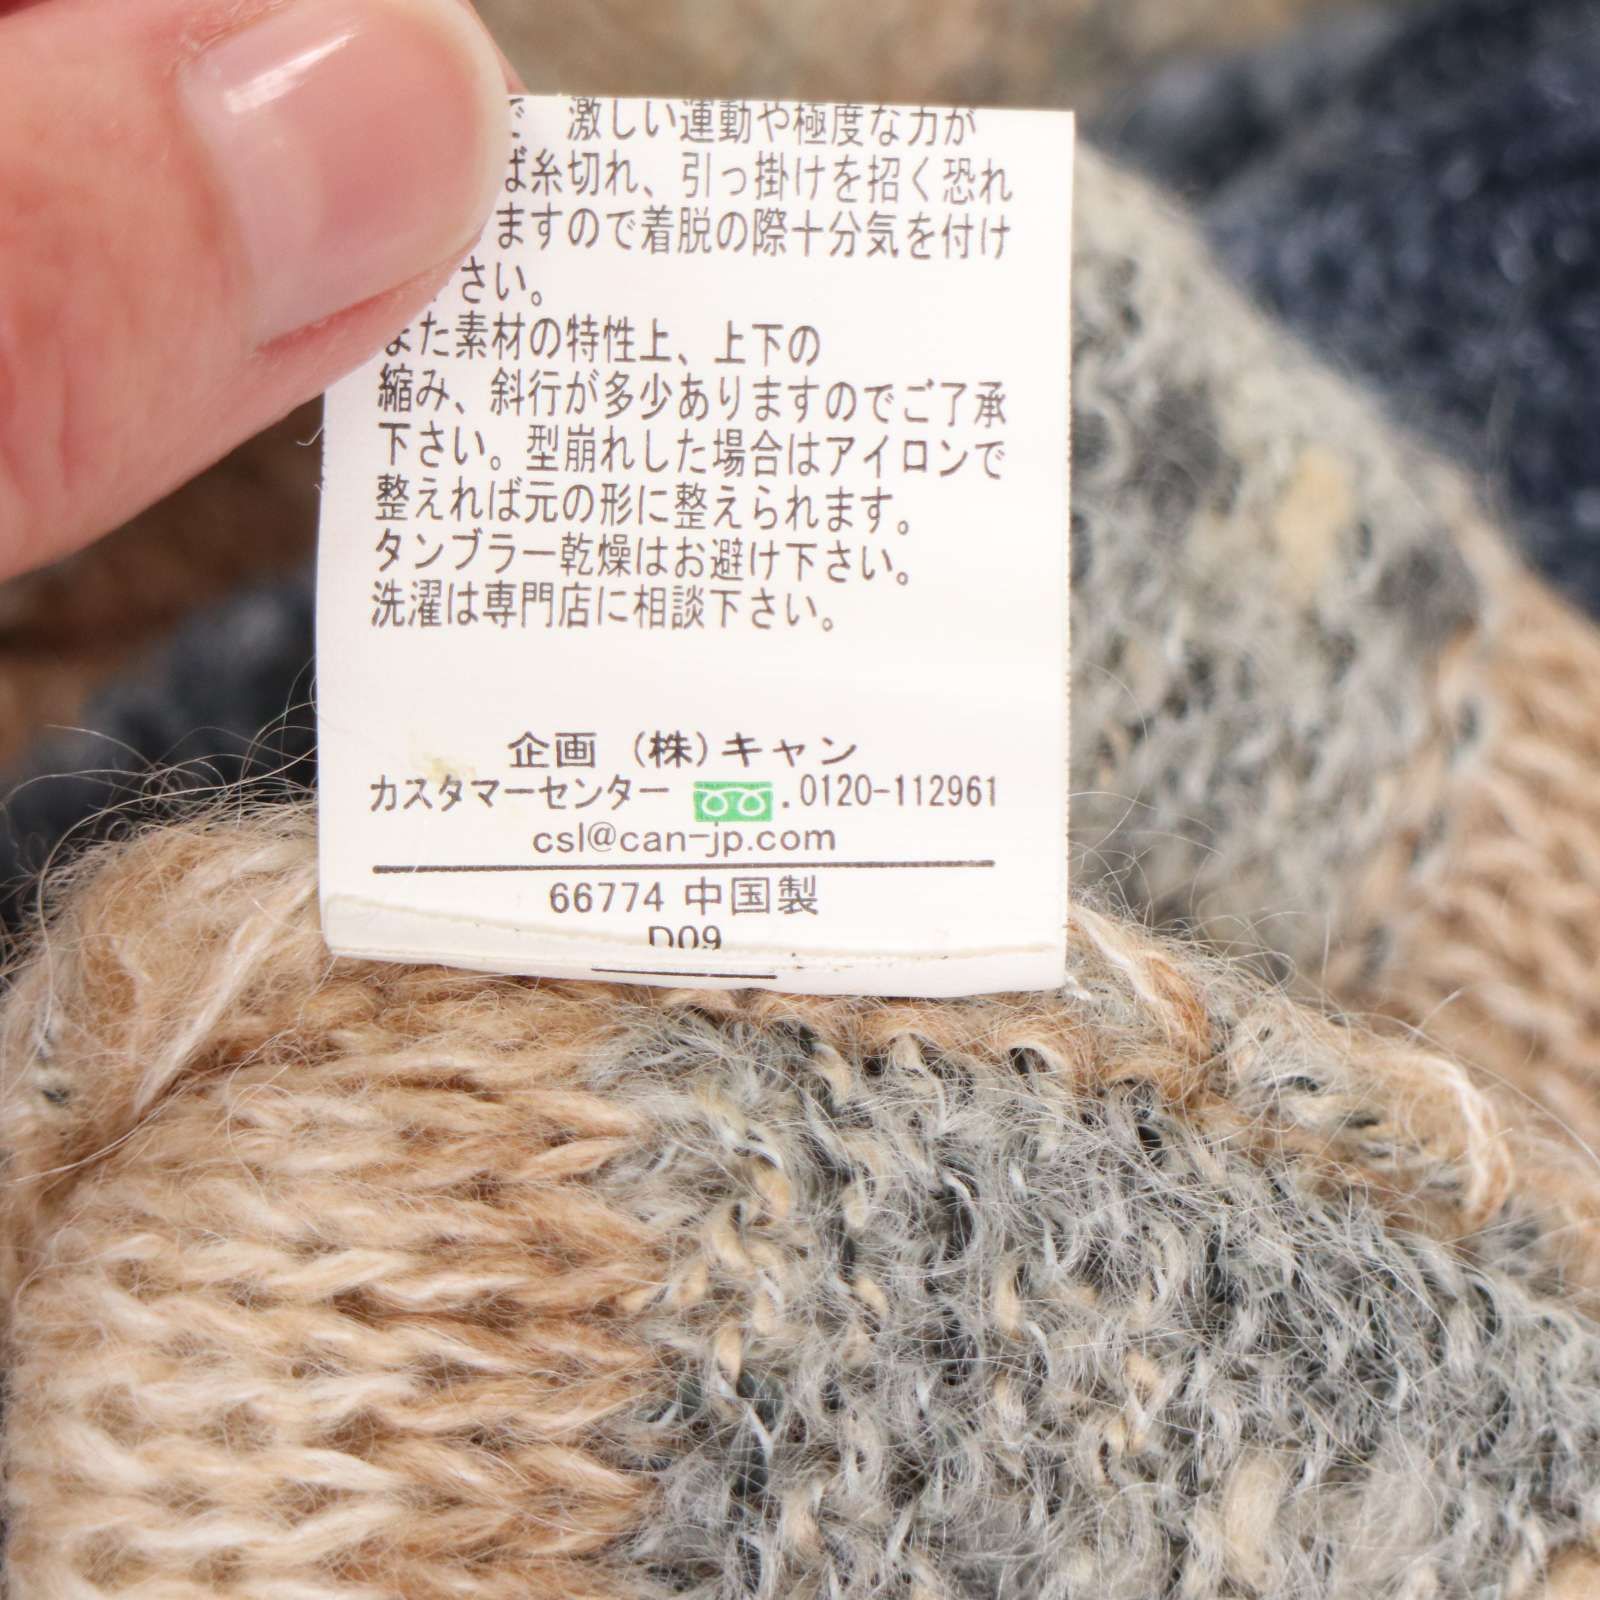 で 激しい運動や極度な力が
ば糸切れ、引っ掛けを招く恐れ
ますので着脱の際十分気を付け
さい。
また素材の特性上、上下の
縮み、斜行が多少ありますのでご了承
下さい。型崩れした場合はアイロンで
整えれば元の形に整えられます。
タンブラー乾燥はお避け下さい。
洗濯は専門店に相談下さい。
企画 (株)キャン
カスタマーセンター .0120-112961
csl@can-jp.com
66774 中国製
D09